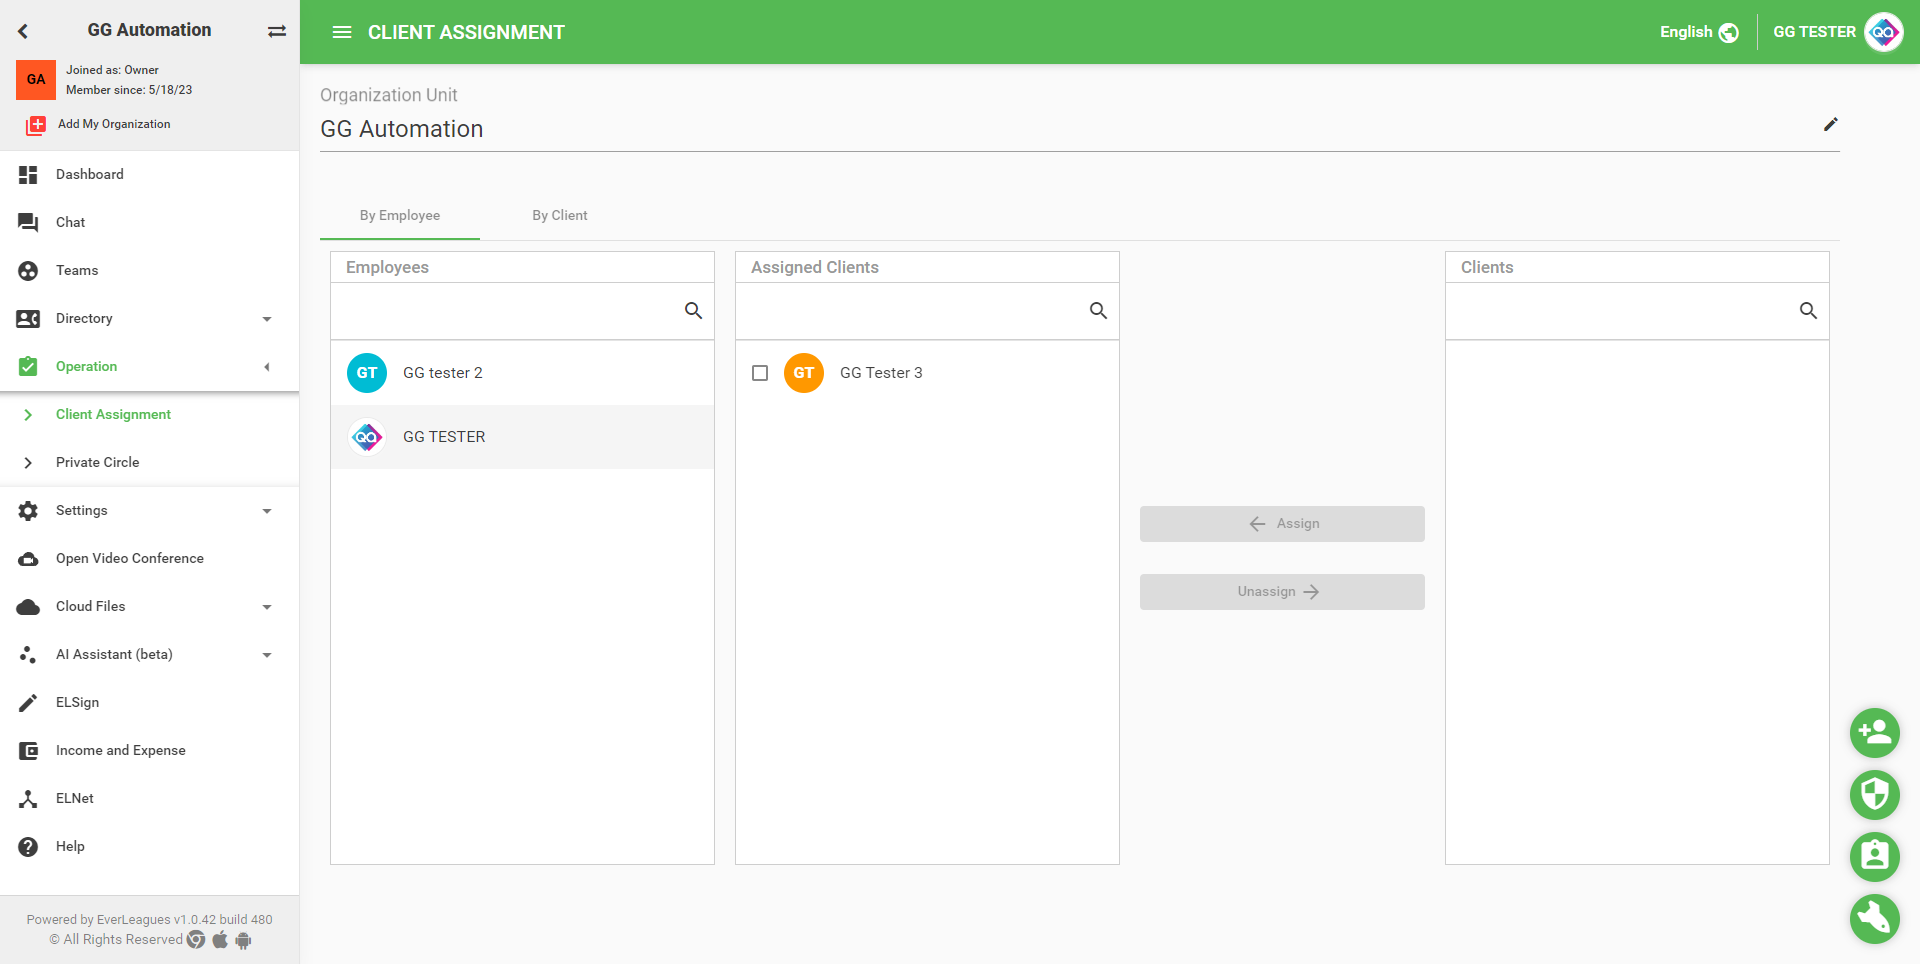 GG Automation
GA
Joined as: Owner
Member since: 5/18/23
Add My Organization
Dashboard
Chat
Teams
Directory
Operation
Client Assignment
Private Circle
Settings
Open Video Conference
Cloud Files
AI Assistant (beta)
ELSign
Income and Expense
ELNet
Help
Powered by EverLeagues v1.0.42 build 480
© All Rights Reserved
CLIENT ASSIGNMENT
English
GG TESTER
QA
Organization Unit
GG Automation
By Employee
By Client
Employees
GT
GG tester 2
QA
GG TESTER
Assigned Clients
GT
GG Tester 3
Assign
Unassign
Clients